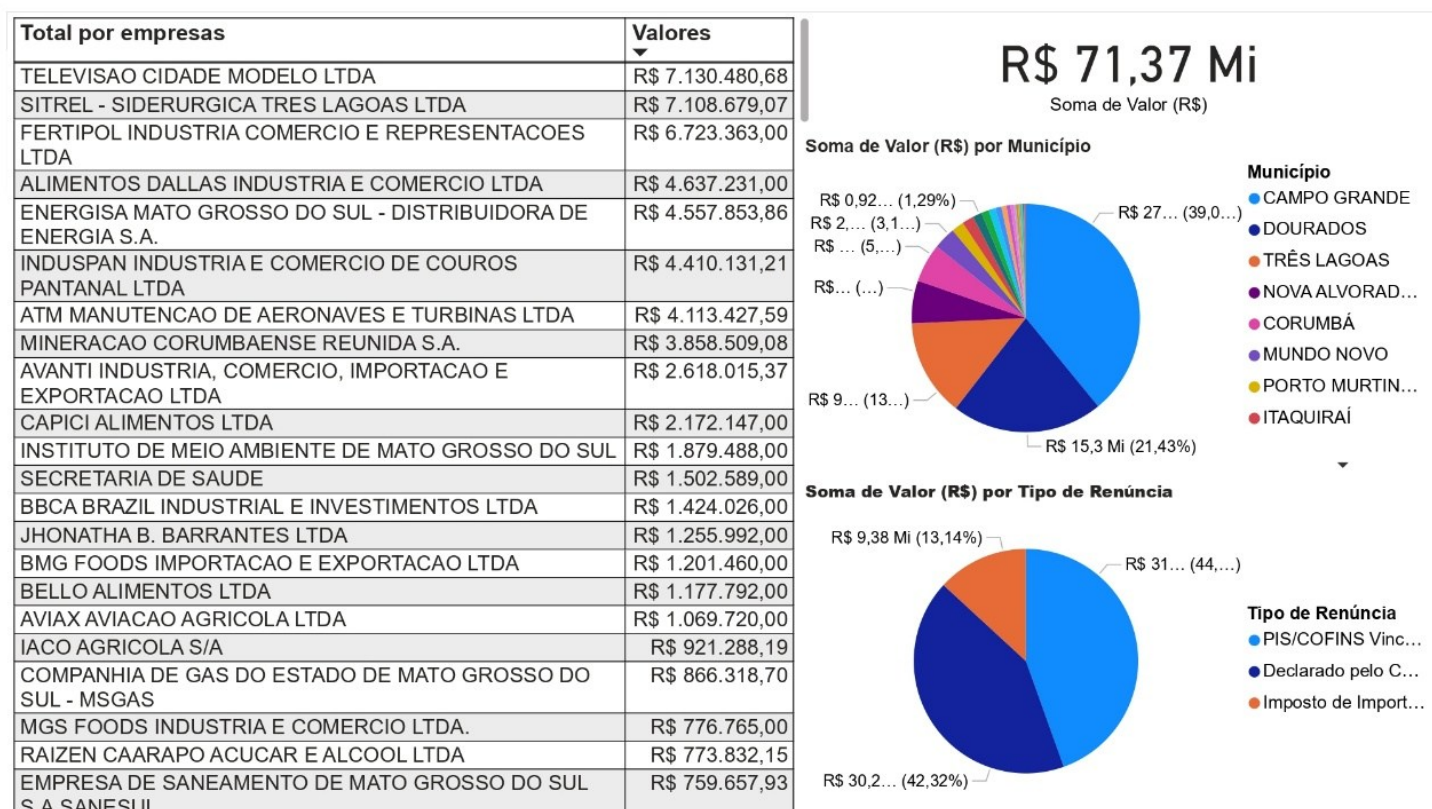 Total por empresas Valores
TELEVISAO CIDADE MODELO LTDA R$ 7.130.480,68
SITREL - SIDERURGICA TRES LAGOAS LTDA R$ 7.108.679,07
FERTIPOL INDUSTRIA COMERCIO E REPRESENTACOES R$ 6.723.363,00
LTDA
ALIMENTOS DALLAS INDUSTRIA E COMERCIO LTDA R$ 4.637.231,00
ENERGISA MATO GROSSO DO SUL - DISTRIBUIDORA DE R$ 4.557.853,86
ENERGIA S.A.
INDUSPAN INDUSTRIA E COMERCIO DE COUROS R$ 4.410.131,21
PANTANAL LTDA
ATM MANUTENCAO DE AERONAVES E TURBINAS LTDA R$ 4.113.427,59
MINERACAO CORUMBAENSE REUNIDA S.A. R$ 3.858.509,08
AVANTI INDUSTRIA, COMERCIO, IMPORTACAO E R$ 2.618.015,37
EXPORTACAO LTDA
CAPICI ALIMENTOS LTDA R$ 2.172.147,00
INSTITUTO DE MEIO AMBIENTE DE MATO GROSSO DO SUL R$ 1.879.488,00
SECRETARIA DE SAUDE R$ 1.502.589,00
BBCA BRAZIL INDUSTRIAL E INVESTIMENTOS LTDA R$ 1.424.026,00
JHONATHA B. BARRANTES LTDA R$ 1.255.992,00
BMG FOODS IMPORTACAO E EXPORTACAO LTDA R$ 1.201.460,00
BELLO ALIMENTOS LTDA R$ 1.177.792,00
AVIAX AVIACAO AGRICOLA LTDA R$ 1.069.720,00
IACO AGRICOLA S/A R$ 921.288,19
COMPANHIA DE GAS DO ESTADO DE MATO GROSSO DO R$ 866.318,70
SUL - MSGAS
MGS FOODS INDUSTRIA E COMERCIO LTDA. R$ 776.765,00
RAIZEN CAARAPO ACUCAR E ALCOOL LTDA R$ 773.832,15
EMPRESA DE SANEAMENTO DE MATO GROSSO DO SUL R$ 759.657,93
S.A.SANESUL
R$ 71,37 Mi
Soma de Valor (R$)
Soma de Valor (R$) por Município
R$ 0,92... (1,29%)
R$ 2,... (3,1...)
R$ ... (5,...)
R$... (...)
R$ 9... (13...)
R$ 27... (39,0...)
R$ 15,3 Mi (21,43%)
Município
CAMPO GRANDE
DOURADOS
TRÊS LAGOAS
NOVA ALVORAD...
CORUMBÁ
MUNDO NOVO
PORTO MURTIN...
ITAQUIRAÍ
Soma de Valor (R$) por Tipo de Renúncia
R$ 9,38 Mi (13,14%)
R$ 31... (44,...)
R$ 30,2... (42,32%)
Tipo de Renúncia
PIS/COFINS Vinc...
Declarado pelo C...
Imposto de Import...